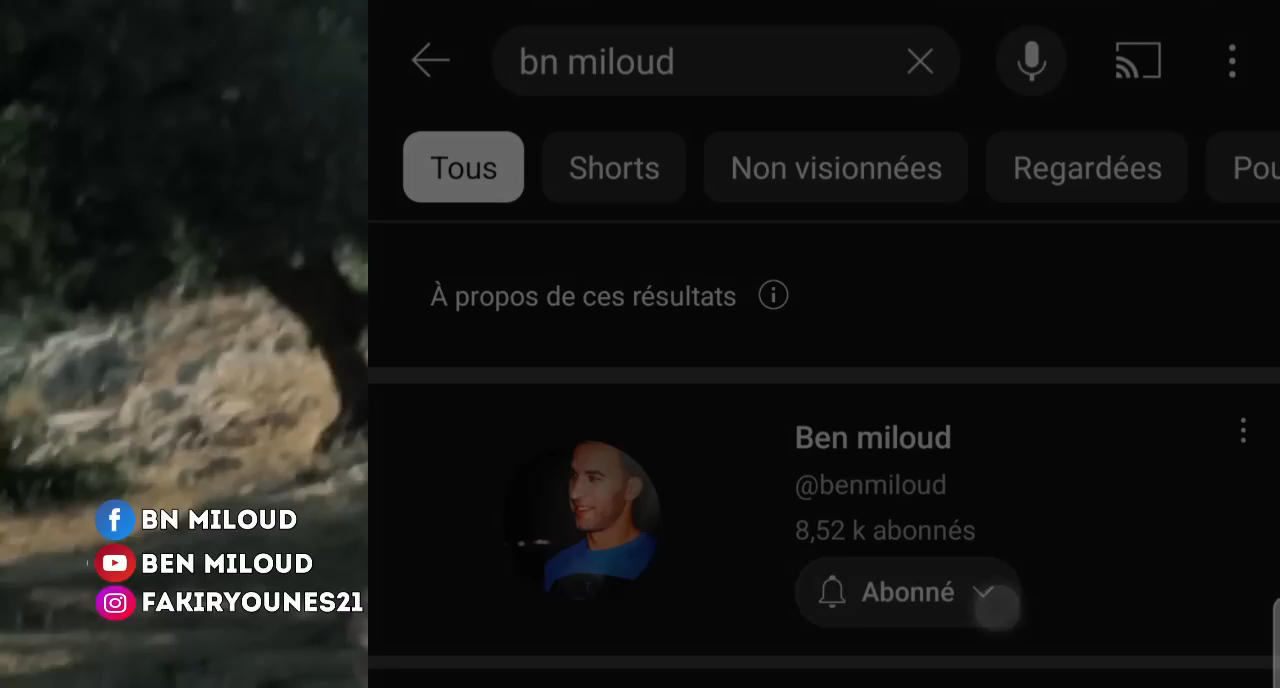 bn miloud
Tous
Shorts
Non visionnées
Regardées
Pou
À propos de ces résultats
Ben miloud
@benmiloud
8,52 k abonnés
Abonné
BN MILOUD
BEN MILOUD
FAKIRYOUNES21